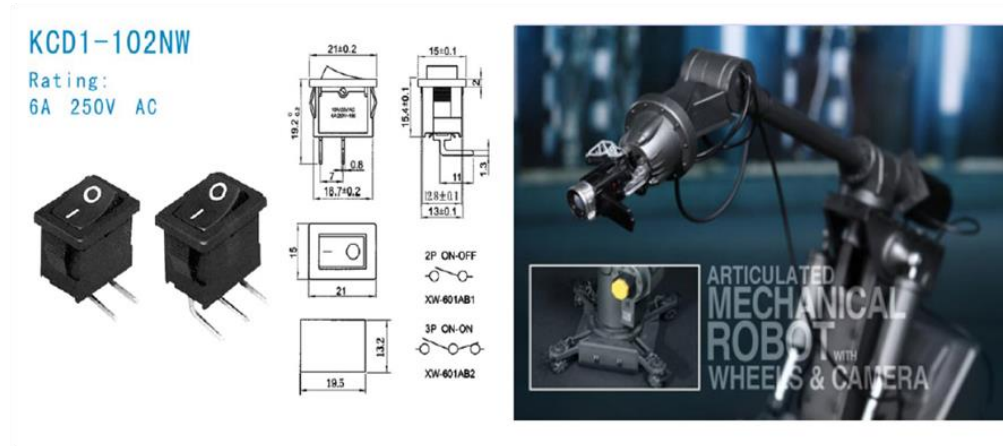 KCD1-102NW
Rating:
6A 250V AC
21±0.2
15±0.1
2
19.2
15.4±0.1
0.8
7
18.7±0.2
11
1.3
12.8±0.1
13±0.1
15
21
2P ON-OFF
XW-601AB1
3P ON-ON
XW-601AB2
13.2
19.5
ARTICULATED
MECHANICAL
ROBOT WITH
WHEELS & CAMERA